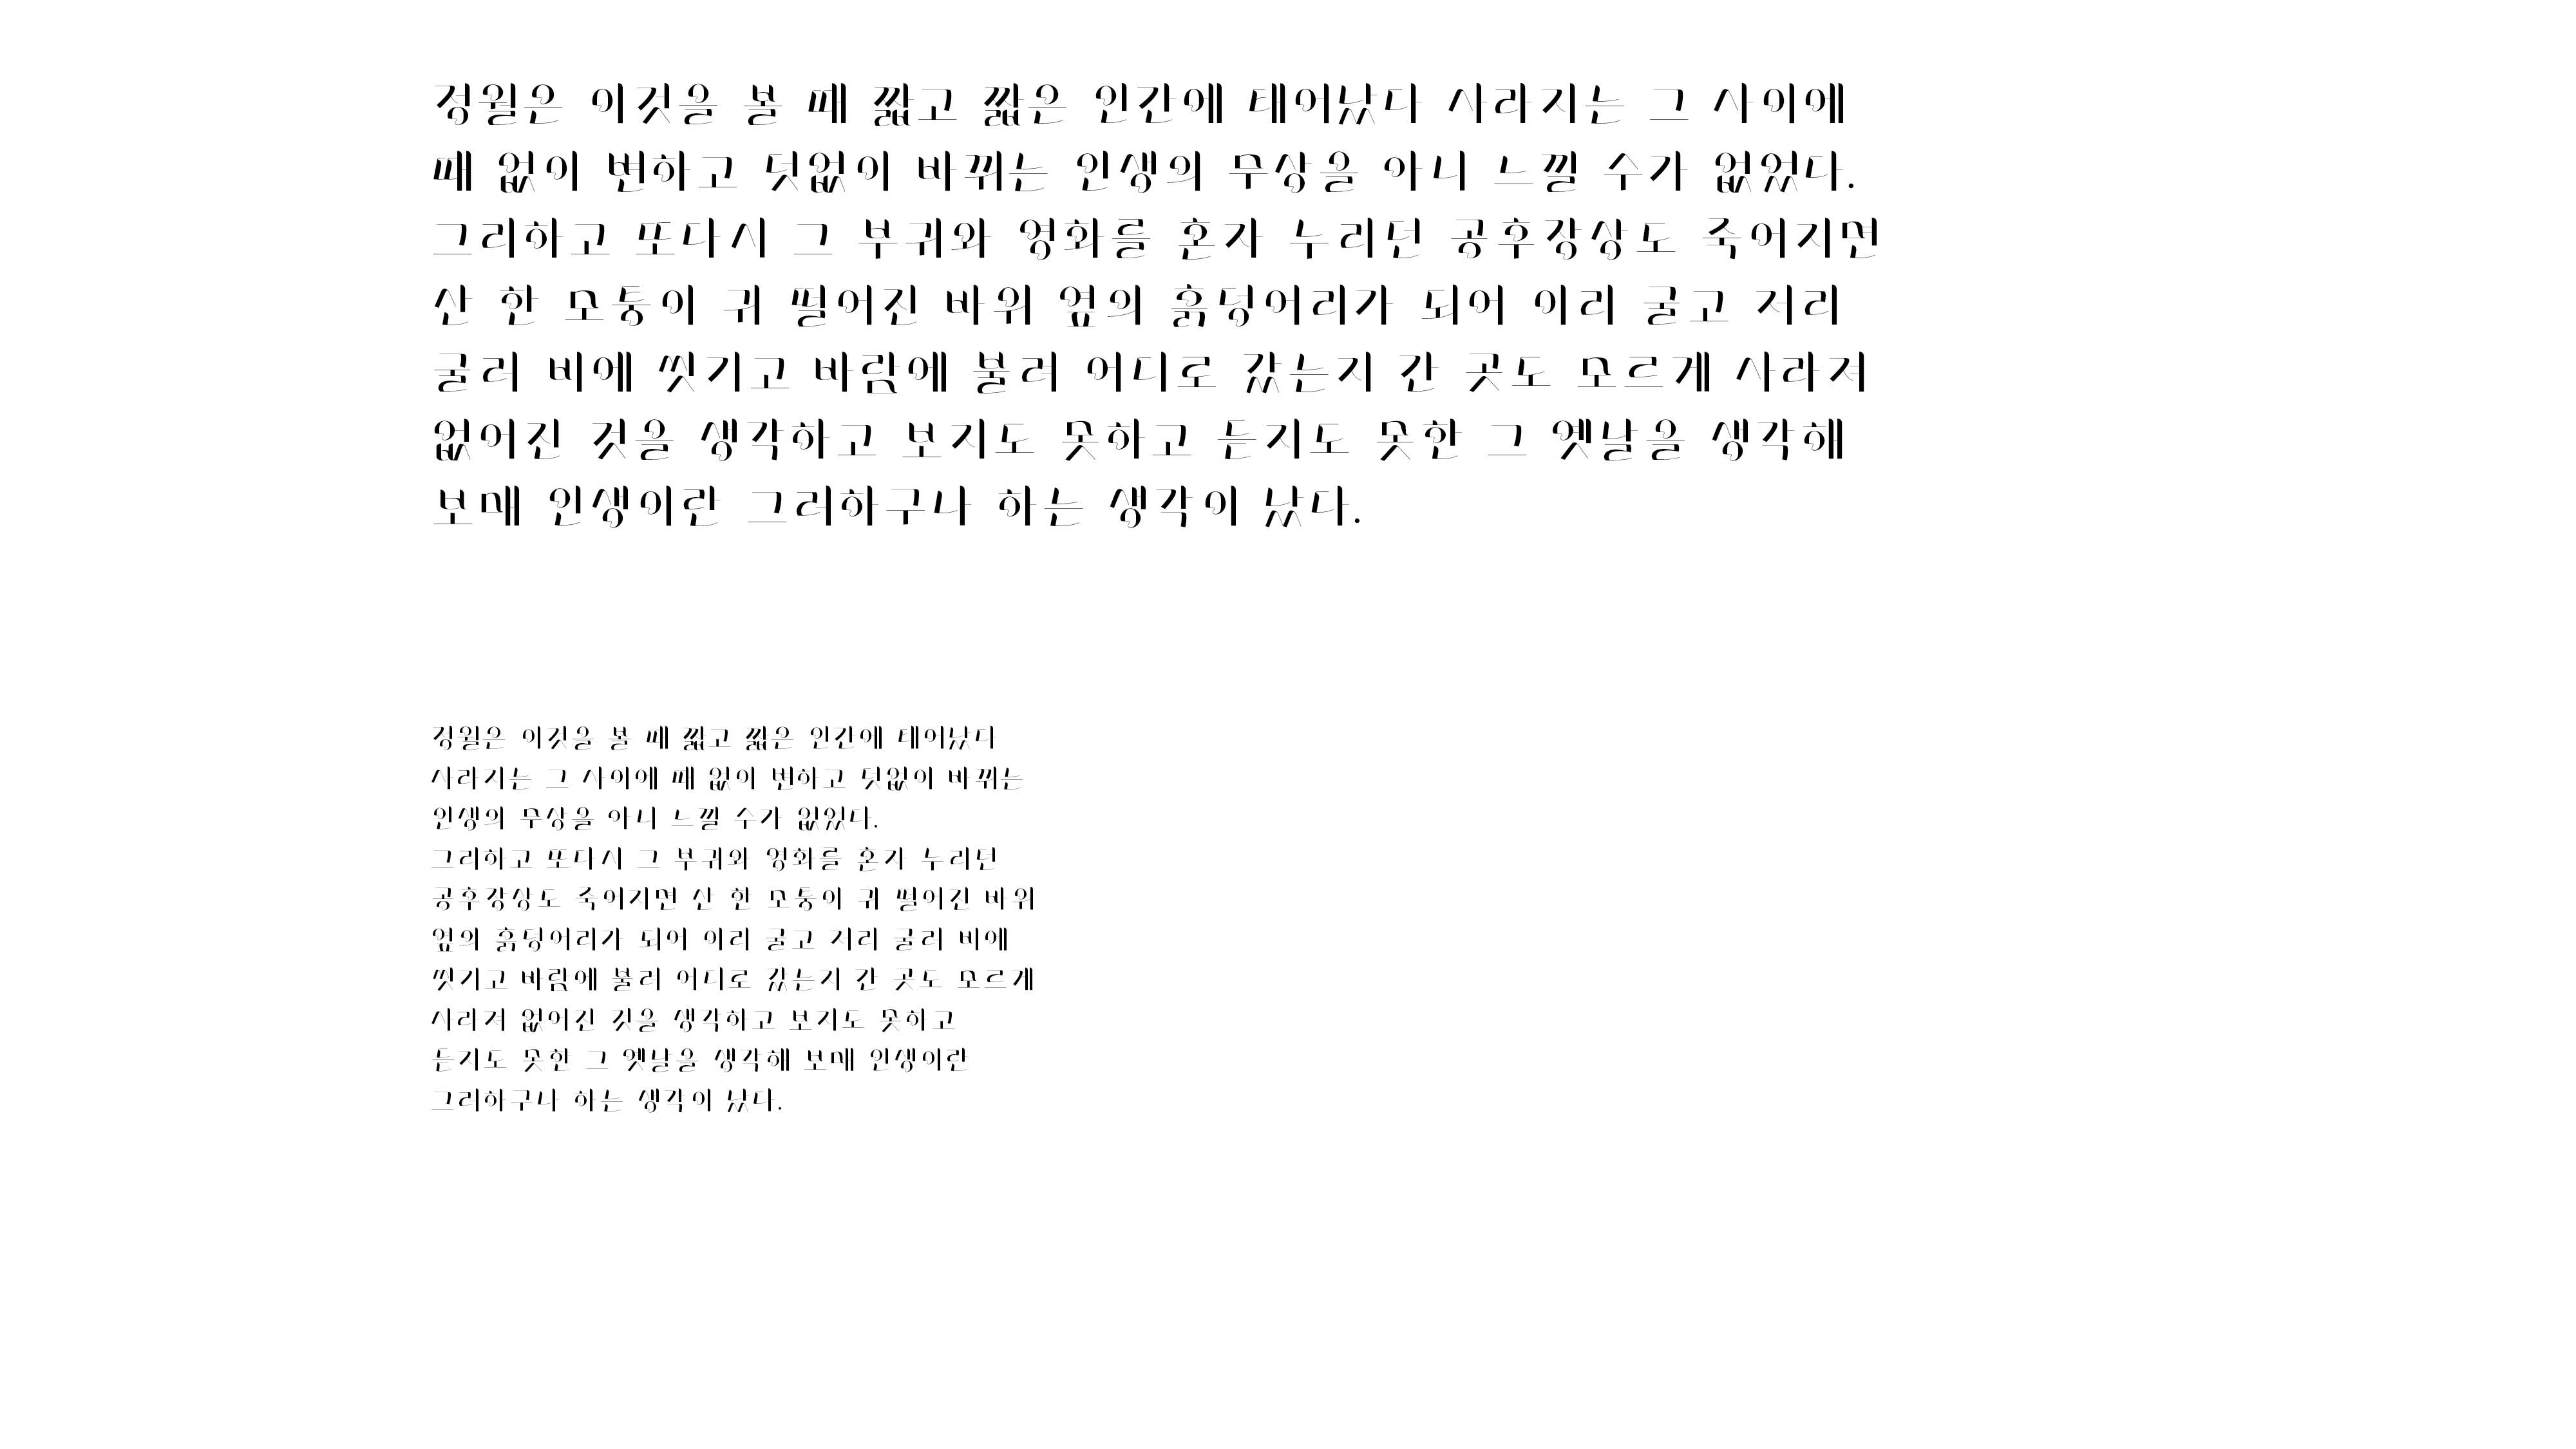 정월은 이것을 볼 때 짧고 짧은 인간에 태어났다 사라지는 그 사이에
때 없이 변하고 덧없이 바뀌는 인생의 무상을 아니 느낄 수가 없었다.
그리하고 또다시 그 부귀와 영화를 혼자 누리던 공후장상도 죽어지면
산 한 모퉁이 귀 떨어진 바위 옆의 흙덩어리가 되어 이리 굴고 저리
굴러 비에 씻기고 바람에 불려 어디로 갔는지 간 곳도 모르게 사라져
없어진 것을 생각하고 보지도 못하고 듣지도 못한 그 옛날을 생각해
보매 인생이란 그러하구나 하는 생각이 났다.
정월은 이것을 볼 때 짧고 짧은 인간에 태어났다
사라지는 그 사이에 때 없이 변하고 덧없이 바뀌는
인생의 무상을 아니 느낄 수가 없었다.
그리하고 또다시 그 부귀와 영화를 혼자 누리던
공후장상도 죽어지면 산 한 모퉁이 귀 떨어진 바위
옆의 흙덩어리가 되어 이리 굴고 저리 굴러 비에
씻기고 바람에 불려 어디로 갔는지 간 곳도 모르게
사라져 없어진 것을 생각하고 보지도 못하고
듣지도 못한 그 옛날을 생각해 보매 인생이란
그러하구나 하는 생각이 났다.